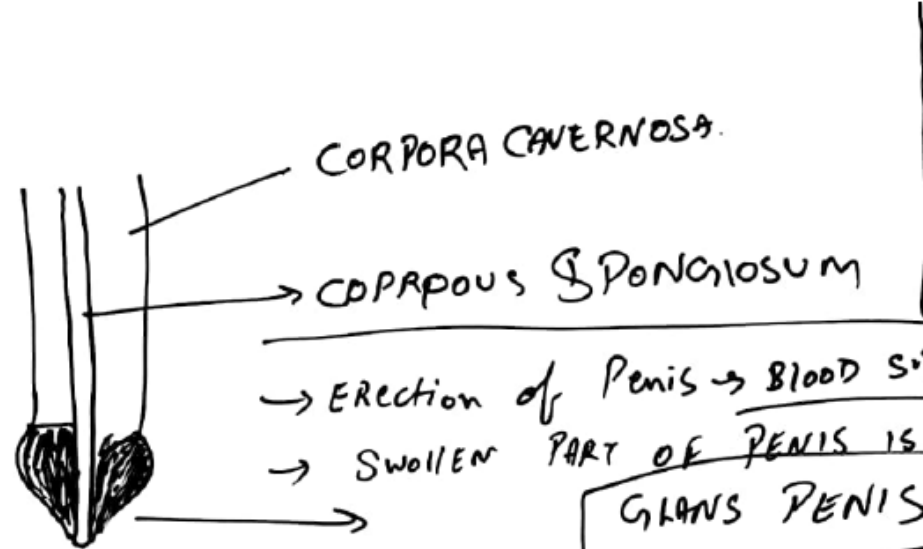 CORPORA CAVERNOSA.
COPRPOUS SPONGIOSUM
→ ERection of Penis → BlOOD
→ SWOllEN PART OF PENIS IS
GLANS PENIS